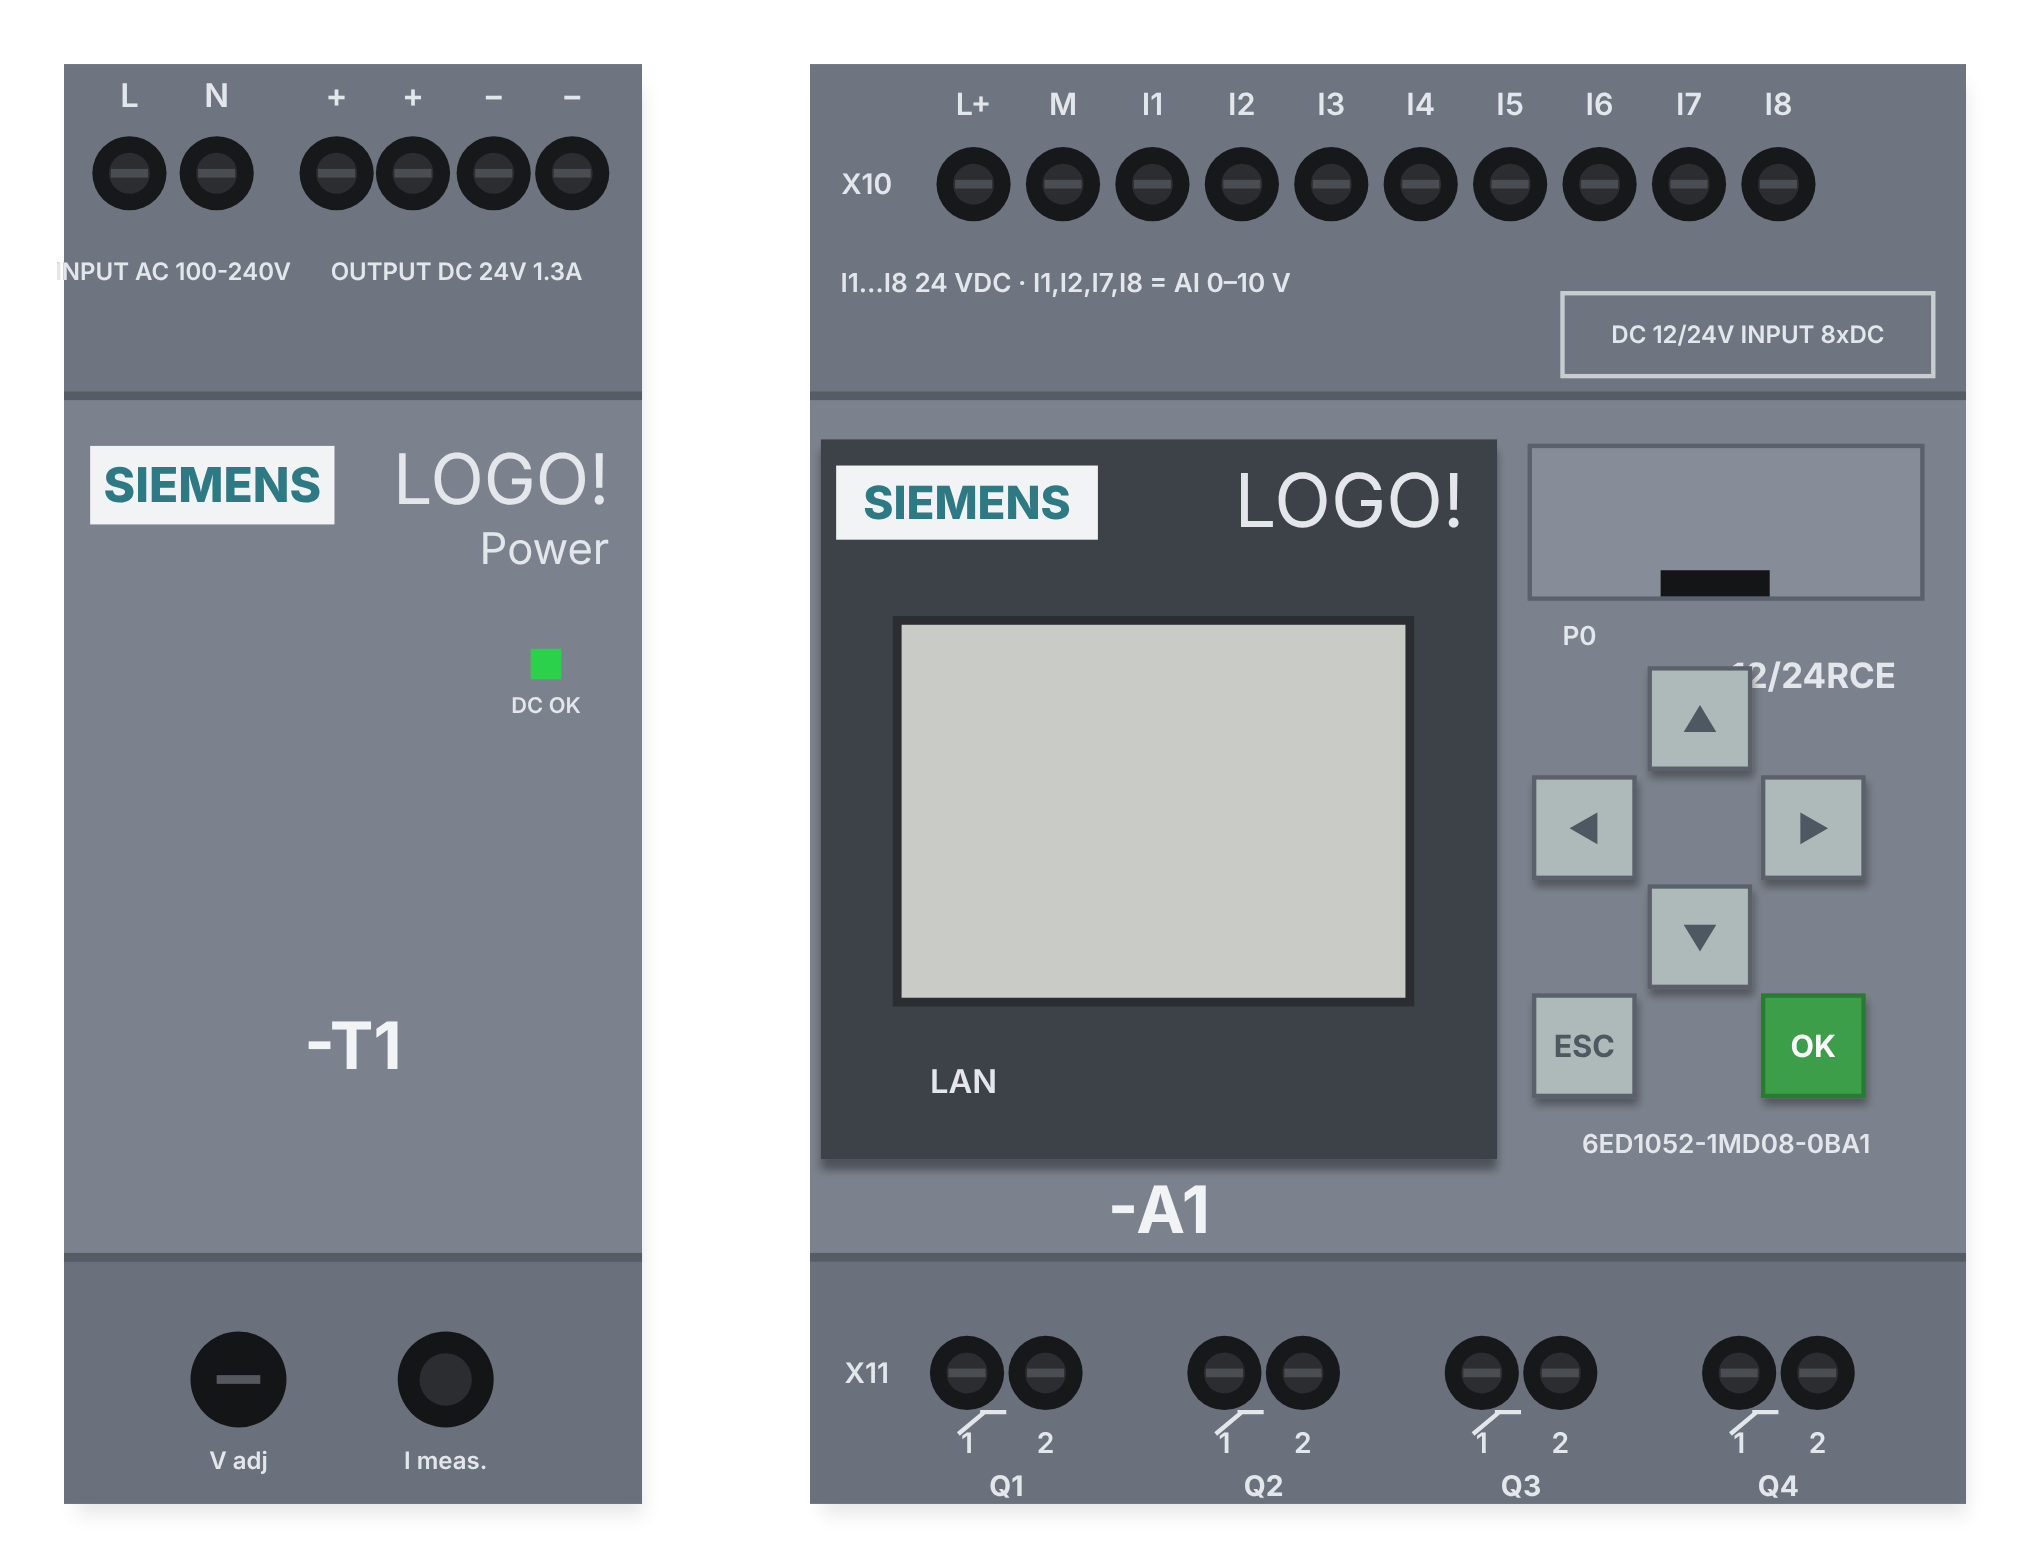 L N + + − −
INPUT AC 100-240V OUTPUT DC 24V 1.3A
SIEMENS LOGO!
Power
DC OK
-T1
V adj I meas.
L+ M I1 I2 I3 I4 I5 I6 I7 I8
X10
I1...I8 24 VDC · I1,I2,I7,I8 = AI 0–10 V
DC 12/24V INPUT 8xDC
SIEMENS LOGO!
P0
12/24RCE
ESC OK
LAN
6ED1052-1MD08-0BA1
-A1
X11
1 2 1 2 1 2 1 2
Q1 Q2 Q3 Q4